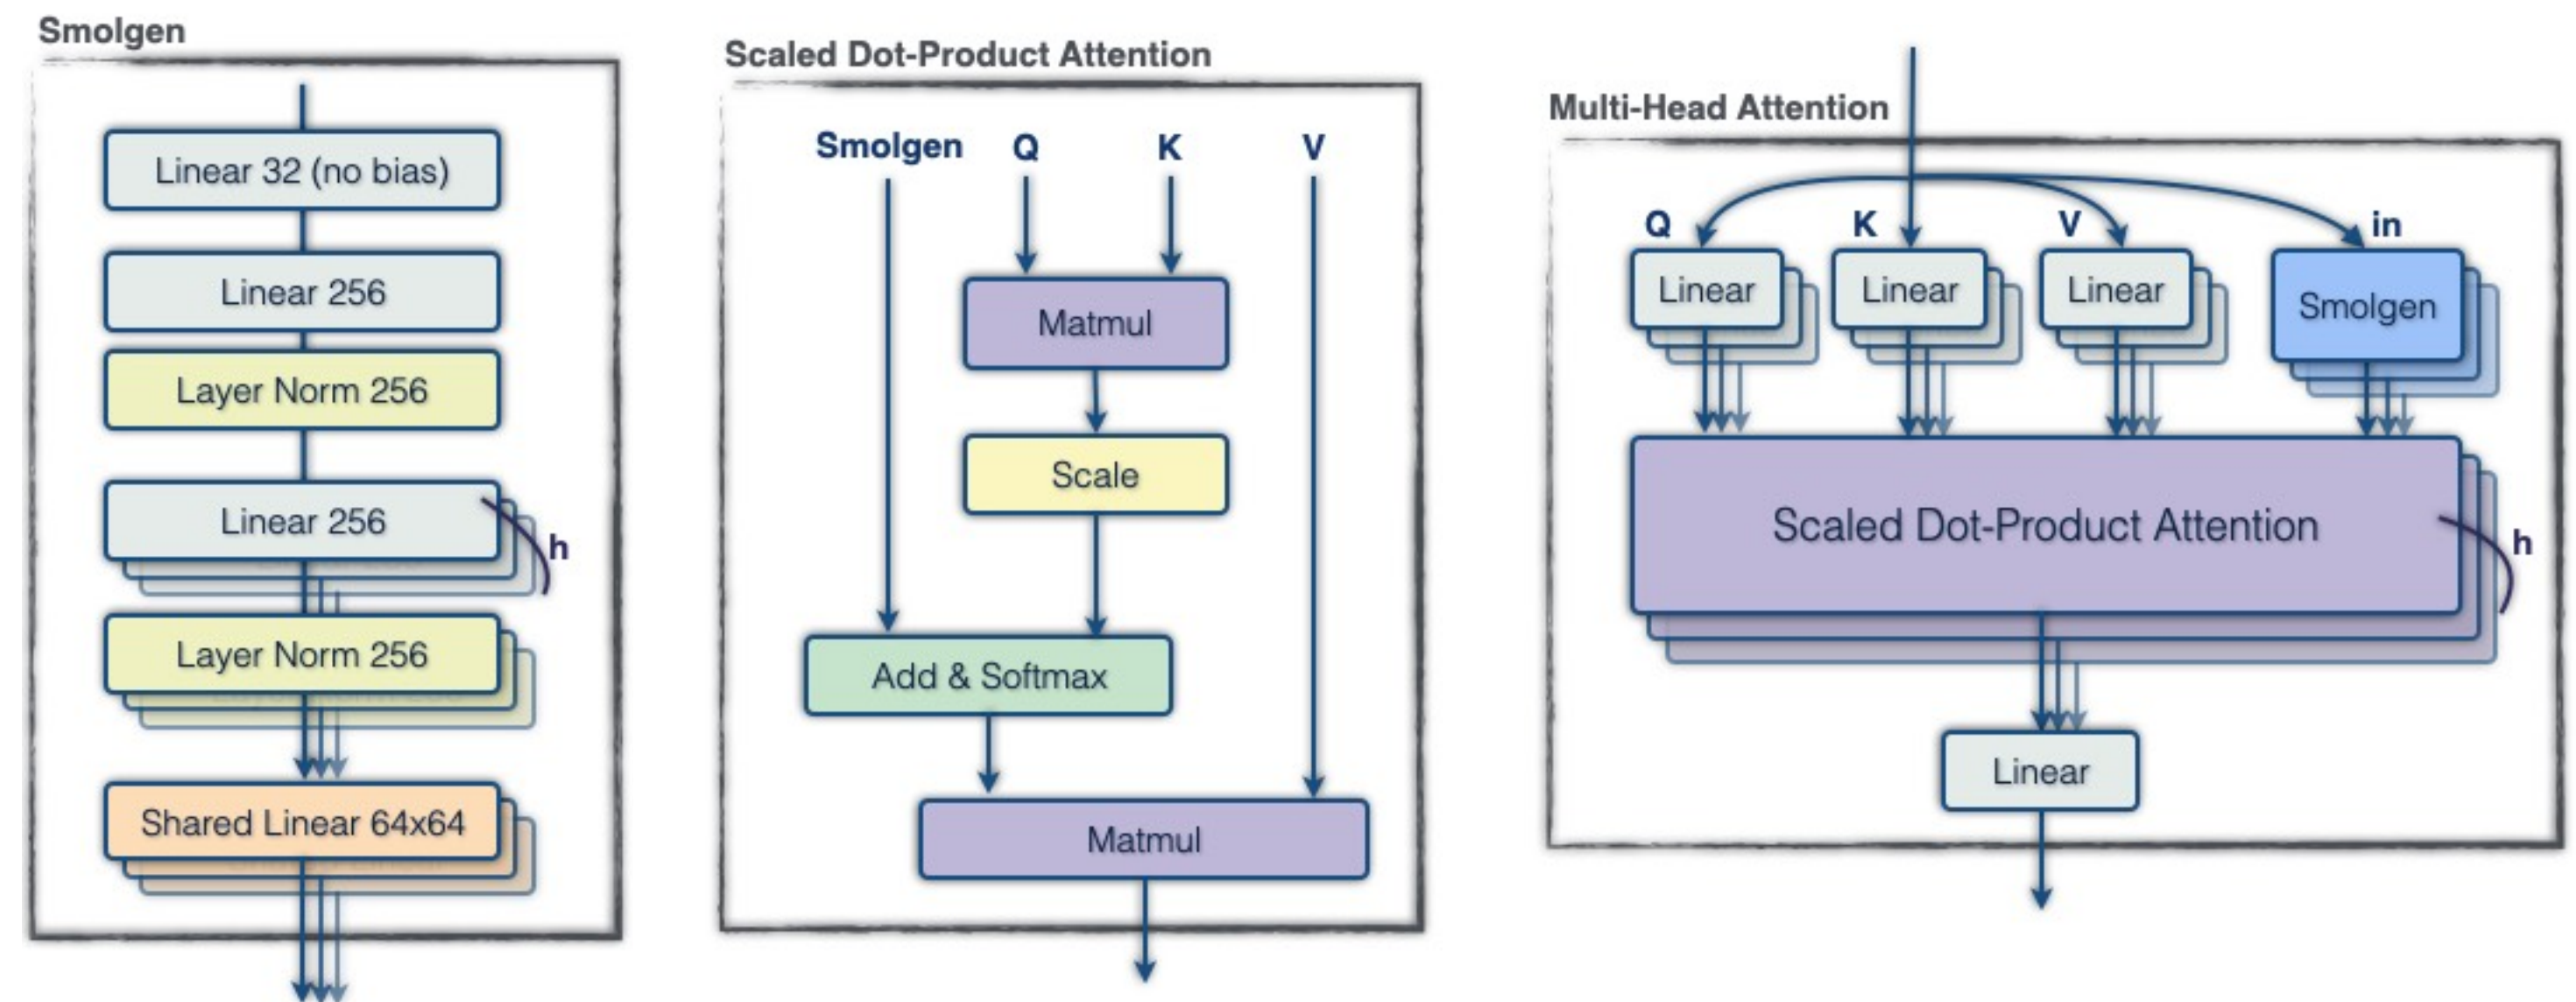 Smolgen
Linear 32 (no bias)
Linear 256
Layer Norm 256
Linear 256
h
Layer Norm 256
Shared Linear 64x64
Scaled Dot-Product Attention
Smolgen Q K V
Matmul
Scale
Add & Softmax
Matmul
Multi-Head Attention
Q K V in
Linear Linear Linear Smolgen
Scaled Dot-Product Attention
h
Linear